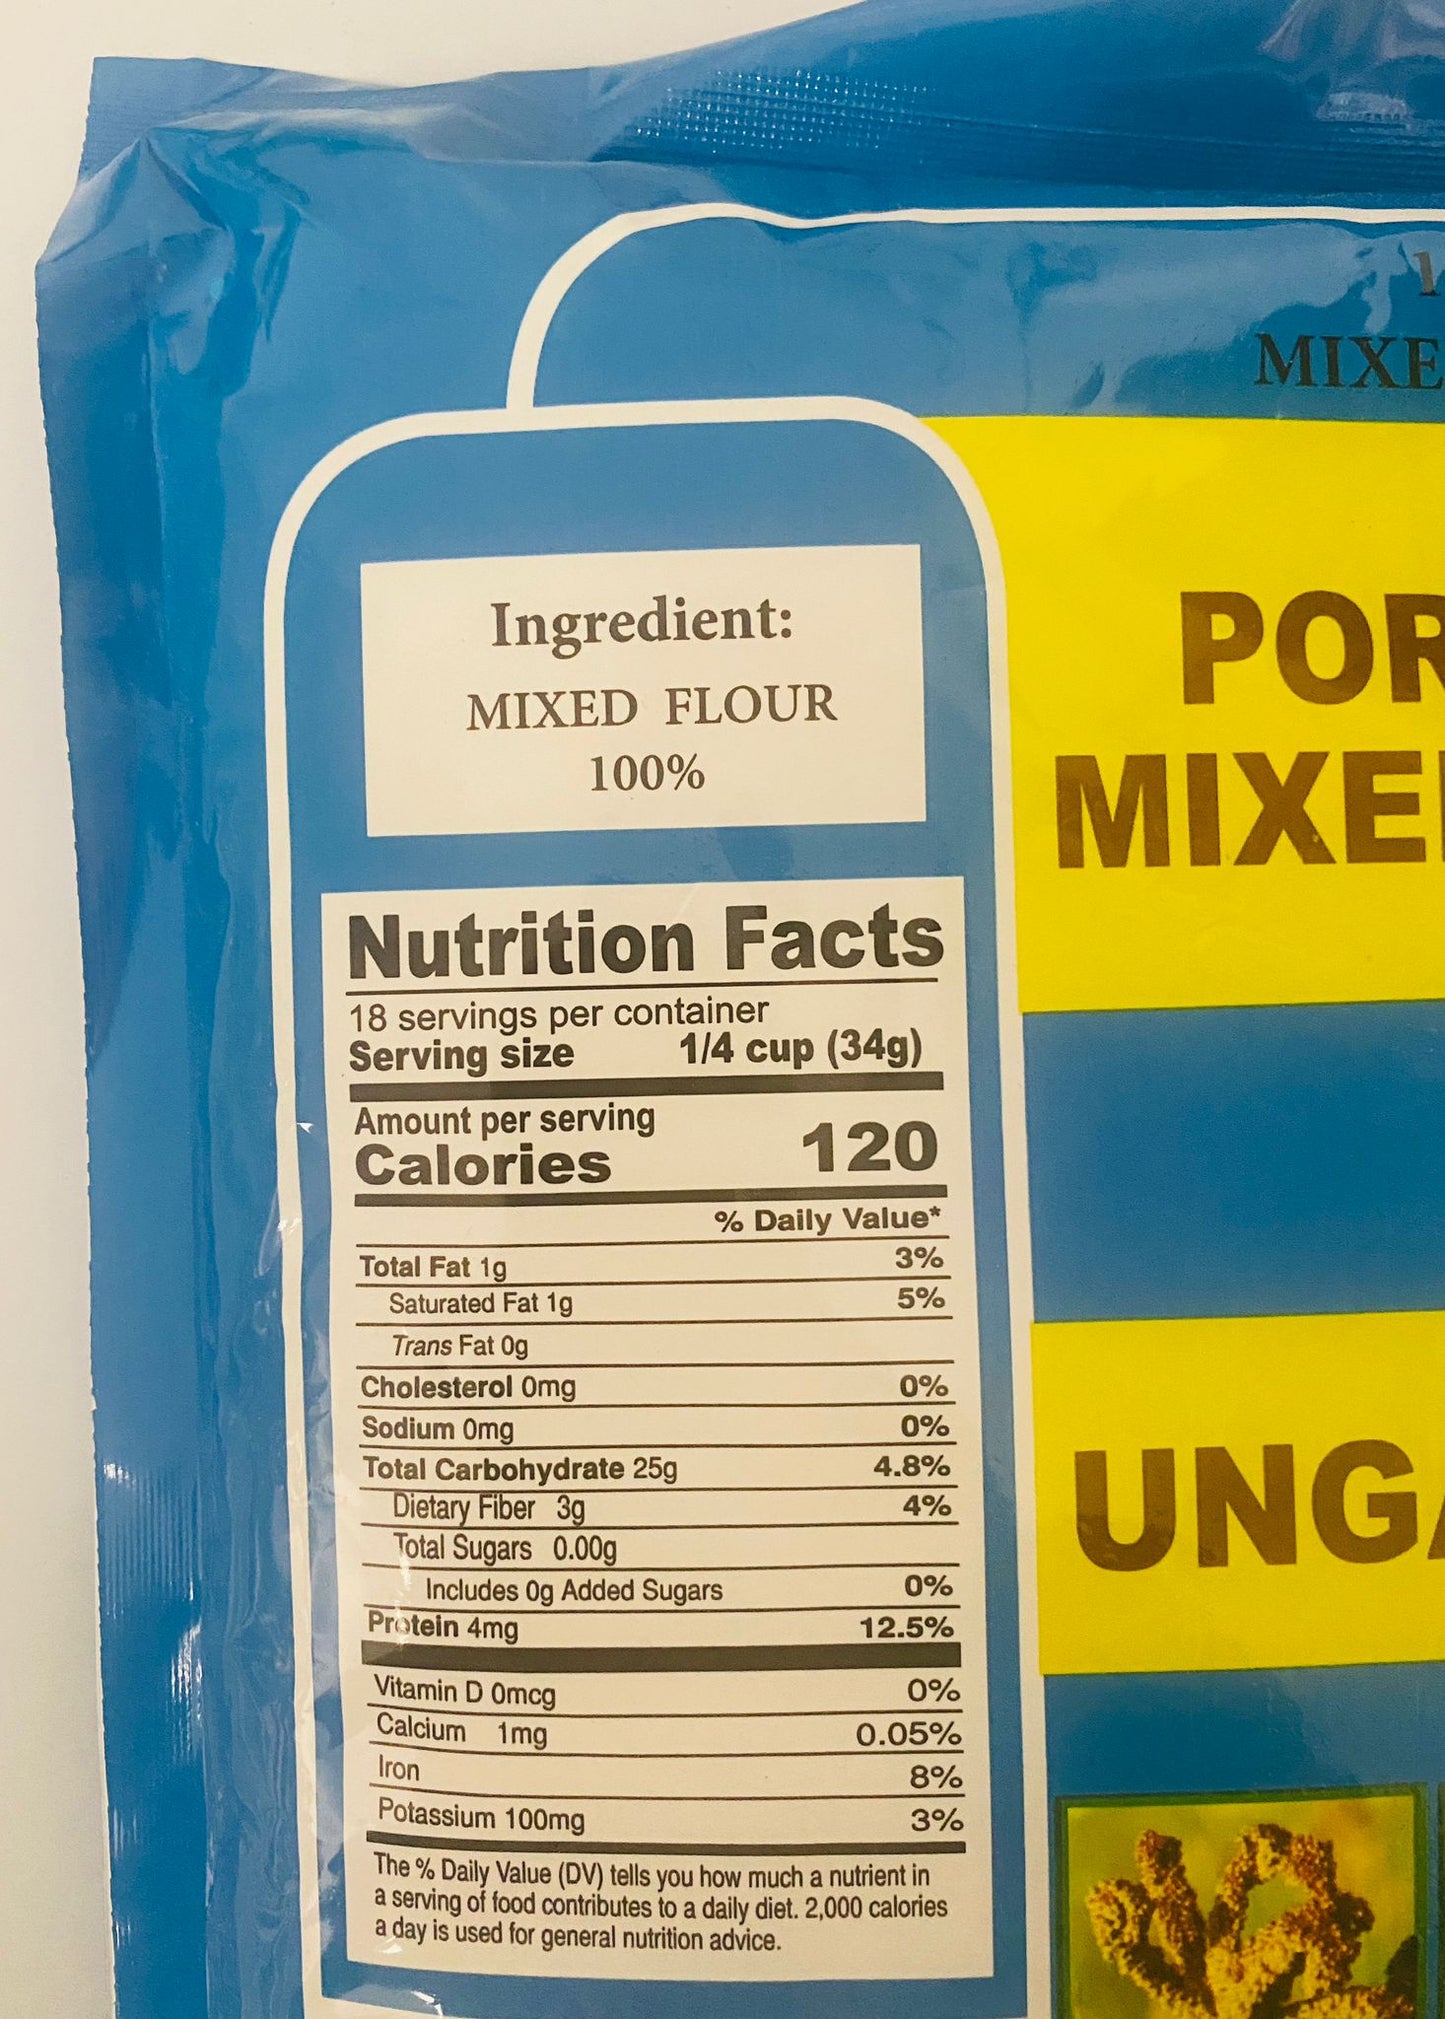 MIXE
Ingredient:
MIXED FLOUR
100%
POR
MIXE
Nutrition Facts
18 servings per container
Serving size 1/4 cup (34g)
Amount per serving
Calories 120
% Daily Value*
Total Fat 1g 3%
Saturated Fat 1g 5%
Trans Fat 0g
Cholesterol 0mg 0%
Sodium 0mg 0%
Total Carbohydrate 25g 4.8%
Dietary Fiber 3g 4%
Total Sugars 0.00g
Includes 0g Added Sugars 0%
Protein 4mg 12.5%
Vitamin D 0mcg 0%
Calcium 1mg 0.05%
Iron 8%
Potassium 100mg 3%
The % Daily Value (DV) tells you how much a nutrient in
a serving of food contributes to a daily diet. 2,000 calories
a day is used for general nutrition advice.
UNG